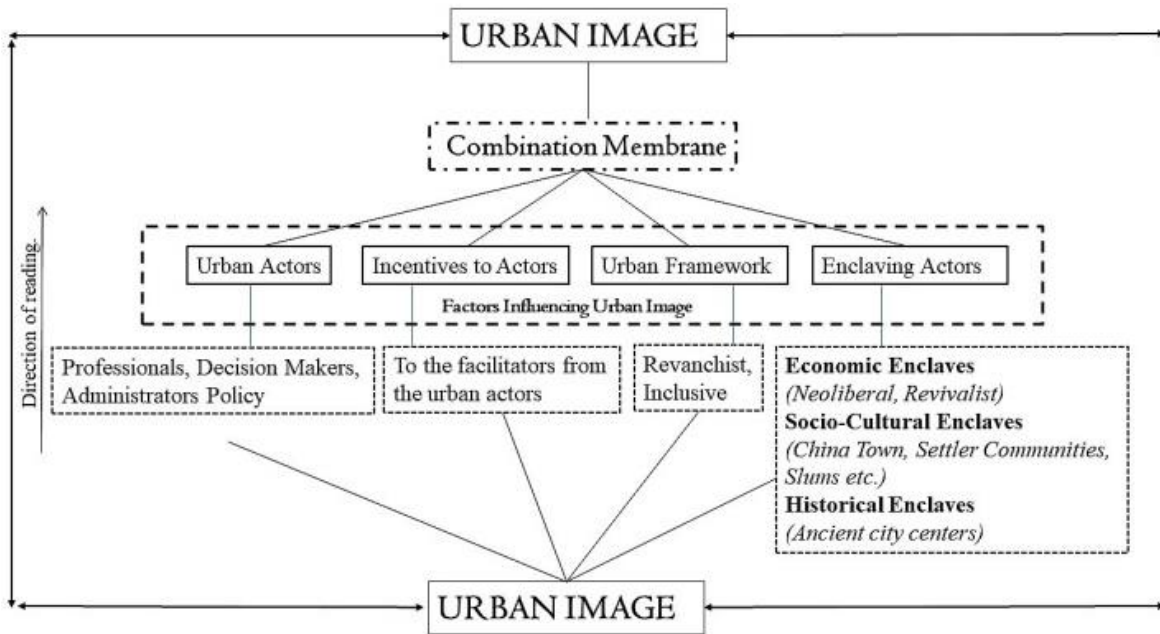 URBAN IMAGE
Combination Membrane
Direction of reading.
Urban Actors
Incentives to Actors
Urban Framework
Enclaving Actors
Factors Influencing Urban Image
Professionals, Decision Makers,
Administrators Policy
To the facilitators from
the urban actors
Revanchist,
Inclusive
Economic Enclaves
(Neoliberal, Revivalist)
Socio-Cultural Enclaves
(China Town, Settler Communities,
Slums etc.)
Historical Enclaves
(Ancient city centers)
URBAN IMAGE